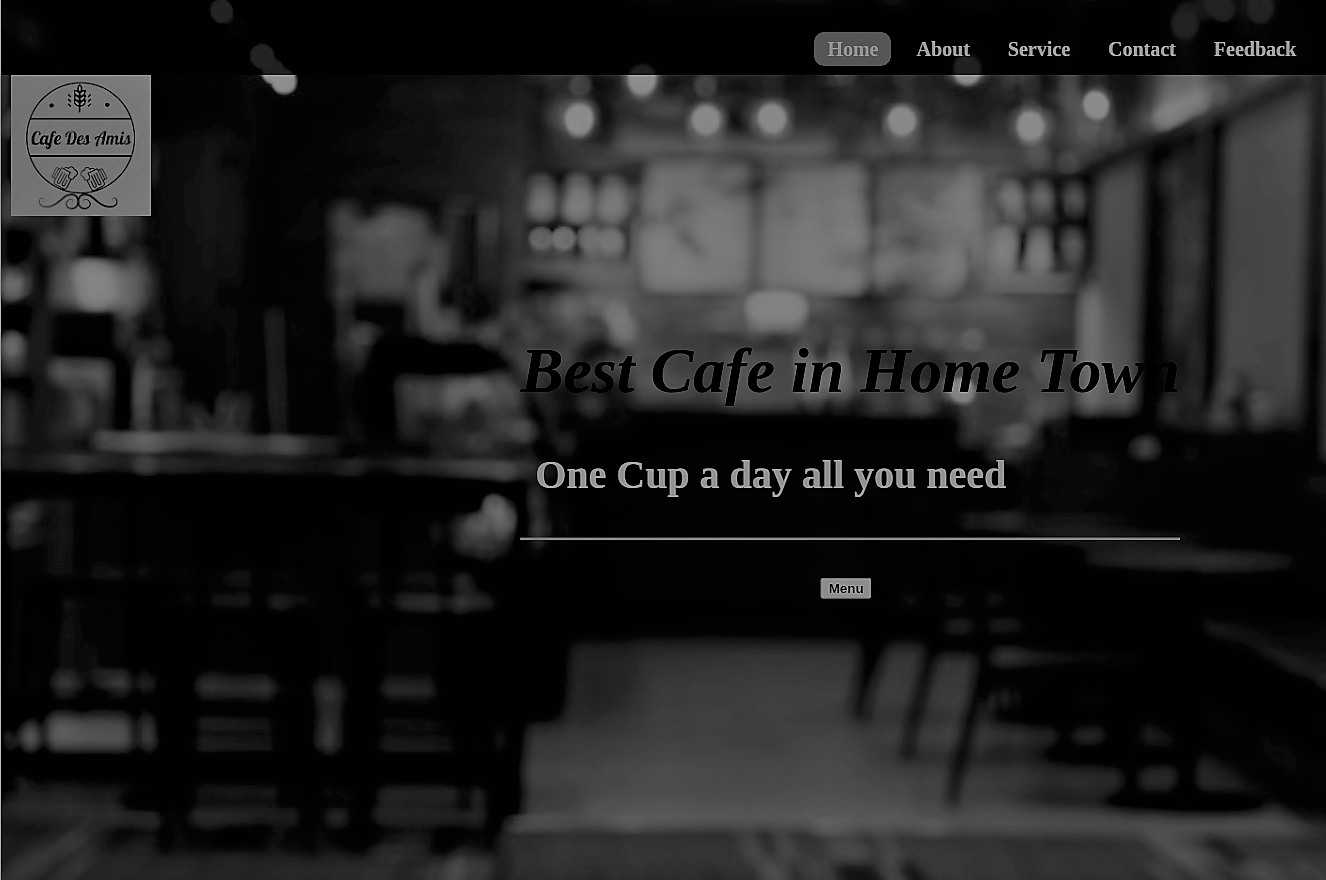 Home About Service Contact Feedback
Cafe Des Amis
Best Cafe in Home Town
One Cup a day all you need
Menu